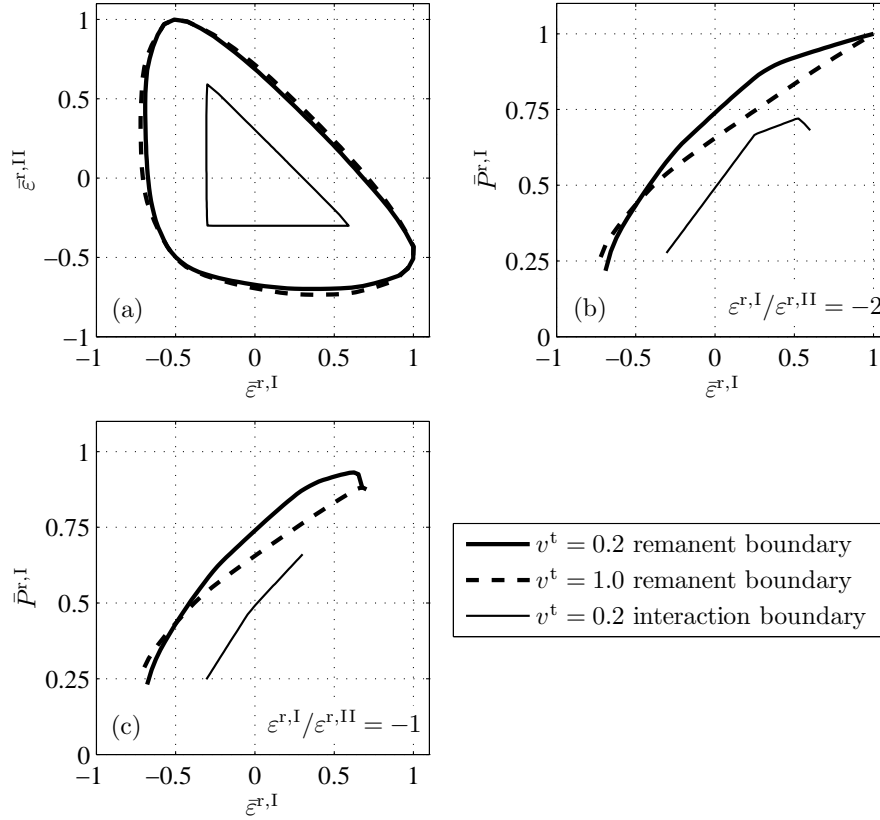 1
0.5
0
−0.5
−1
ε̄^{r,II}
(a)
−1 −0.5 0 0.5 1
ε̄^{r,I}
1
0.75
0.5
0.25
0
P̄^{r,I}
(b) ε^{r,I}/ε^{r,II} = −2
−1 −0.5 0 0.5 1
ε̄^{r,I}
1
0.75
0.5
0.25
0
P̄^{r,I}
(c) ε^{r,I}/ε^{r,II} = −1
−1 −0.5 0 0.5 1
ε̄^{r,I}
v^t = 0.2 remanent boundary
v^t = 1.0 remanent boundary
v^t = 0.2 interaction boundary